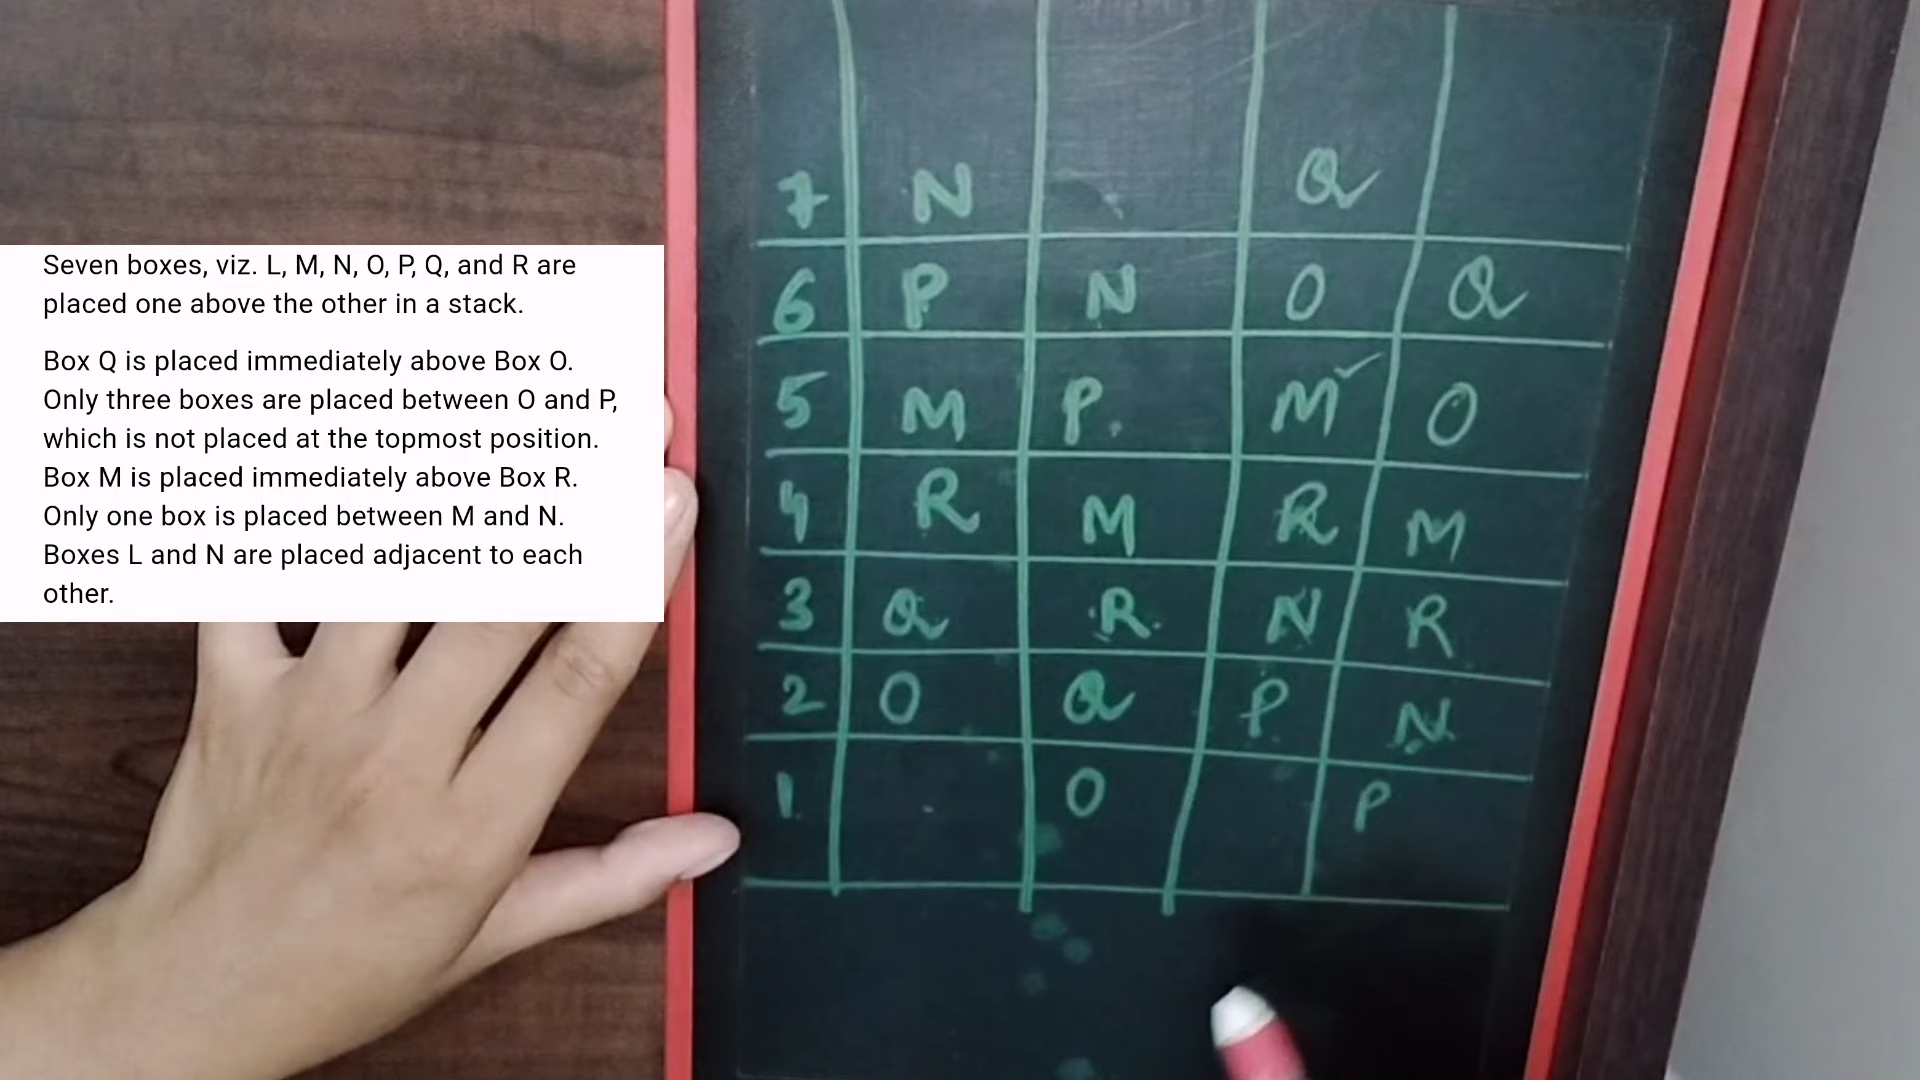 Seven boxes, viz. L, M, N, O, P, Q, and R are
placed one above the other in a stack.
Box Q is placed immediately above Box O.
Only three boxes are placed between O and P,
which is not placed at the topmost position.
Box M is placed immediately above Box R.
Only one box is placed between M and N.
Boxes L and N are placed adjacent to each
other.
7 N Q
6 P N O Q
5 M P M O
4 R M R M
3 Q R N R
2 O Q P N
1 O P